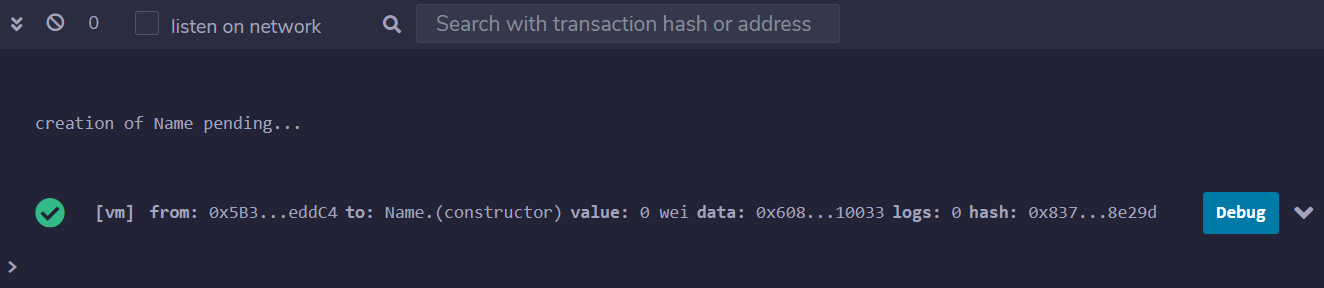 0 listen on network Search with transaction hash or address
creation of Name pending...
[vm] from: 0x5B3...eddC4 to: Name.(constructor) value: 0 wei data: 0x608...10033 logs: 0 hash: 0x837...8e29d Debug
>